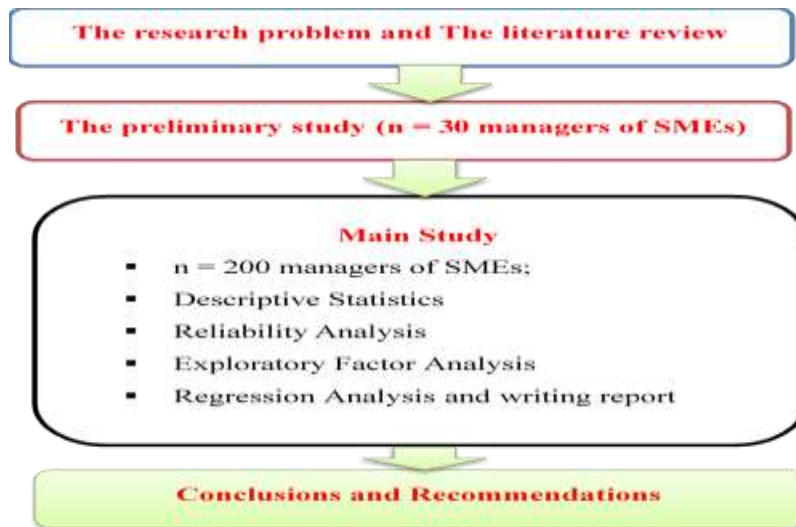 The research problem and The literature review
The preliminary study (n = 30 managers of SMEs)
Main Study
▪ n = 200 managers of SMEs;
▪ Descriptive Statistics
▪ Reliability Analysis
▪ Exploratory Factor Analysis
▪ Regression Analysis and writing report
Conclusions and Recommendations